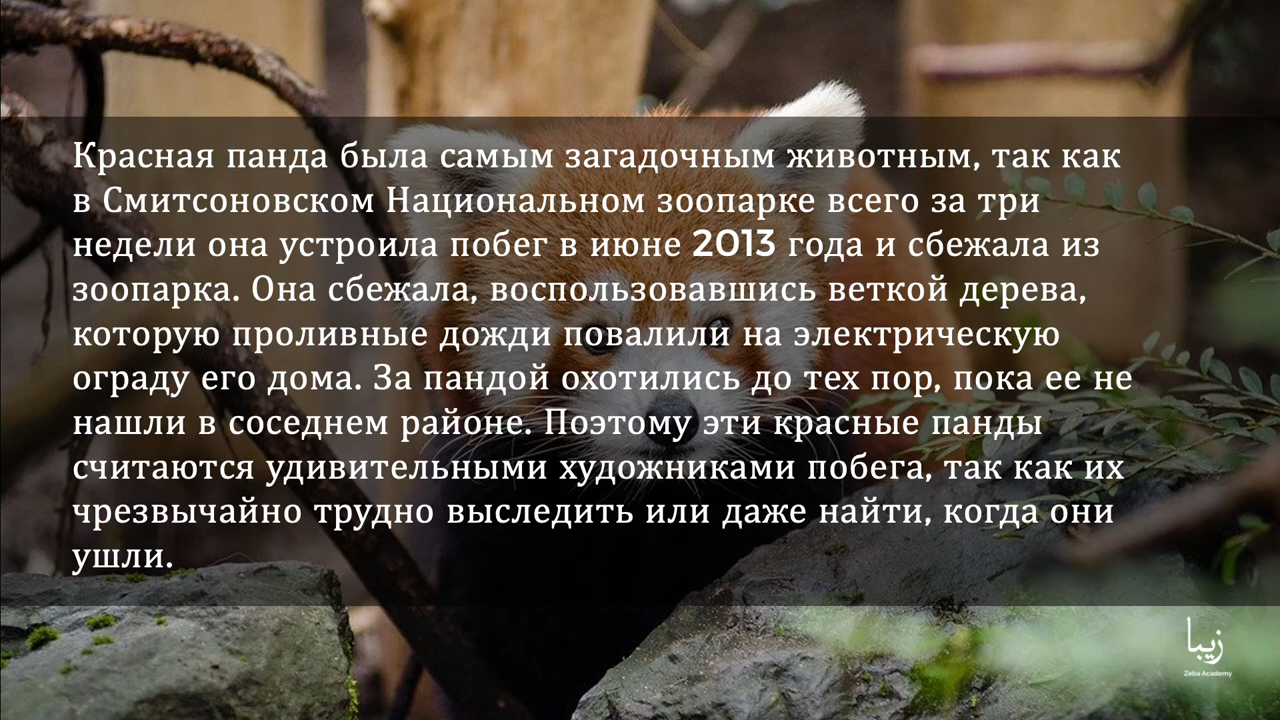 Красная панда была самым загадочным животным, так как
в Смитсоновском Национальном зоопарке всего за три
недели она устроила побег в июне 2013 года и сбежала из
зоопарка. Она сбежала, воспользовавшись веткой дерева,
которую проливные дожди повалили на электрическую
ограду его дома. За пандой охотились до тех пор, пока ее не
нашли в соседнем районе. Поэтому эти красные панды
считаются удивительными художниками побега, так как их
чрезвычайно трудно выследить или даже найти, когда они
ушли.
زيبا
Zeba Academy